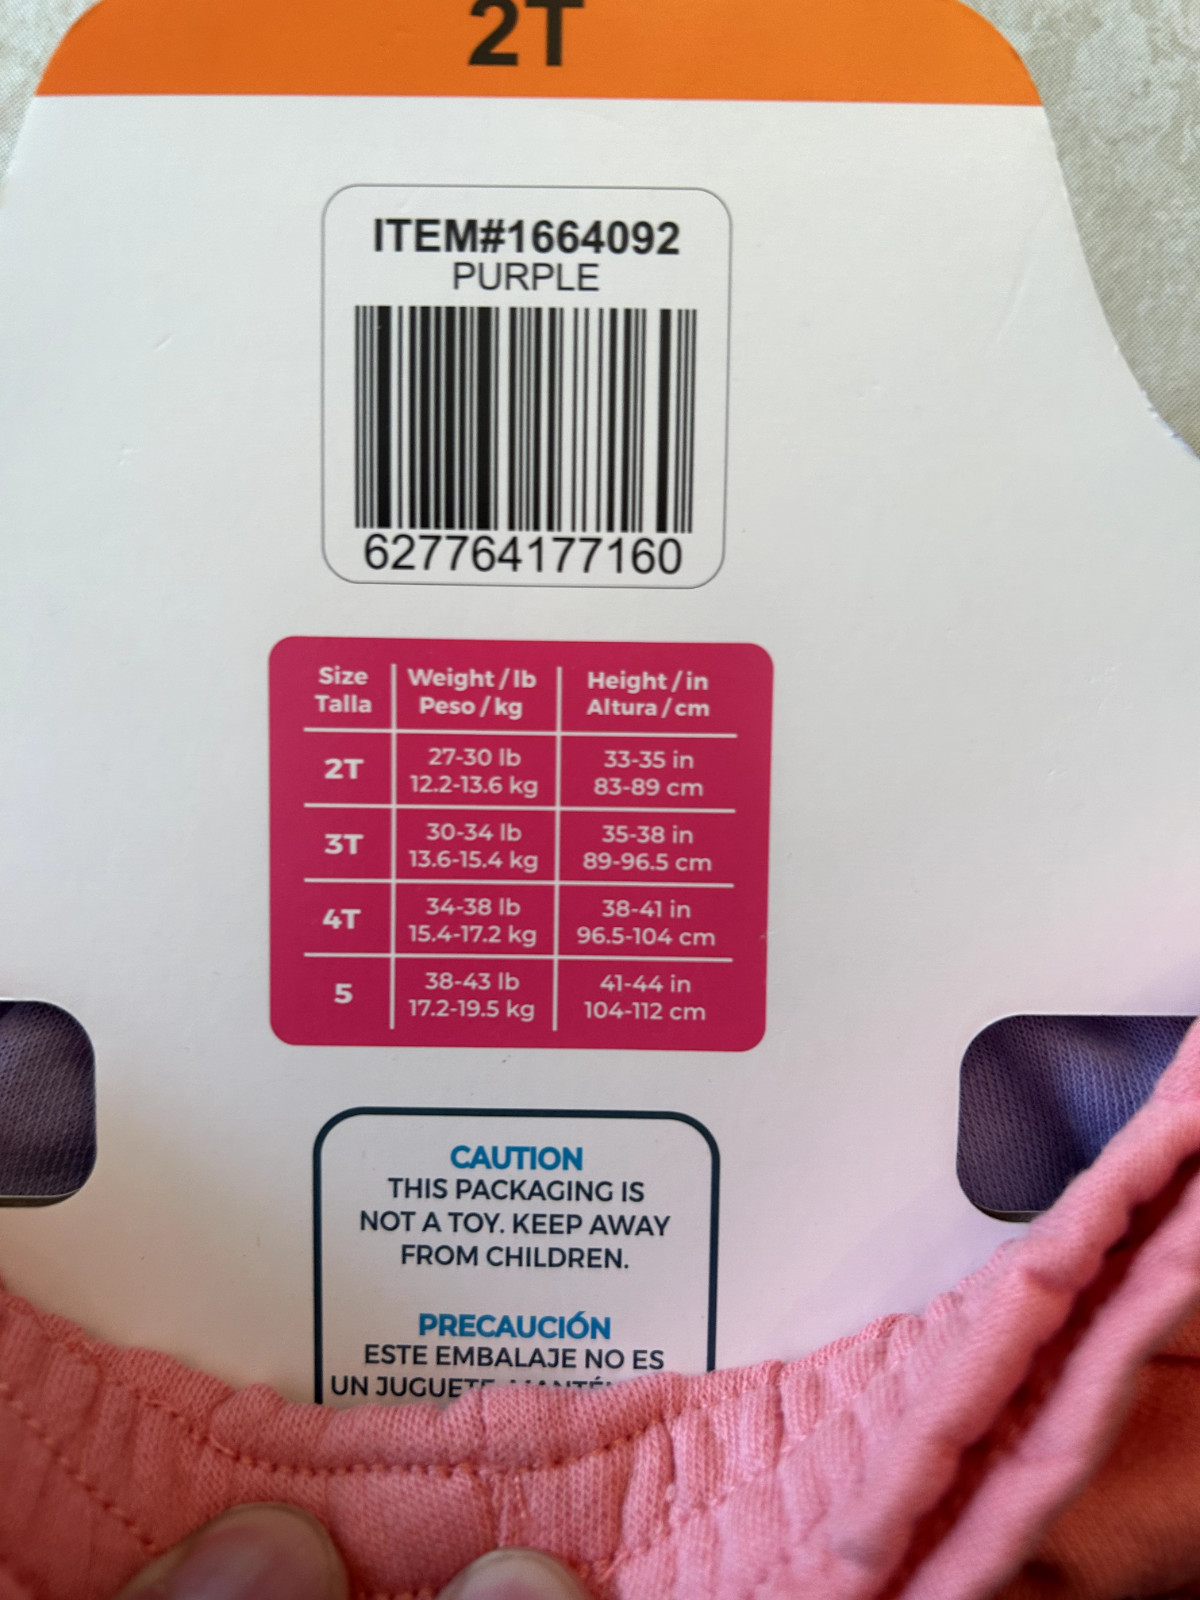 2T
ITEM#1664092
PURPLE
627764177160
Size Weight / lb Height / in
Talla Peso / kg Altura / cm
2T 27-30 lb 33-35 in
12.2-13.6 kg 83-89 cm
3T 30-34 lb 35-38 in
13.6-15.4 kg 89-96.5 cm
4T 34-38 lb 38-41 in
15.4-17.2 kg 96.5-104 cm
5 38-43 lb 41-44 in
17.2-19.5 kg 104-112 cm
CAUTION
THIS PACKAGING IS
NOT A TOY. KEEP AWAY
FROM CHILDREN.
PRECAUCIÓN
ESTE EMBALAJE NO ES
UN JUGUETE